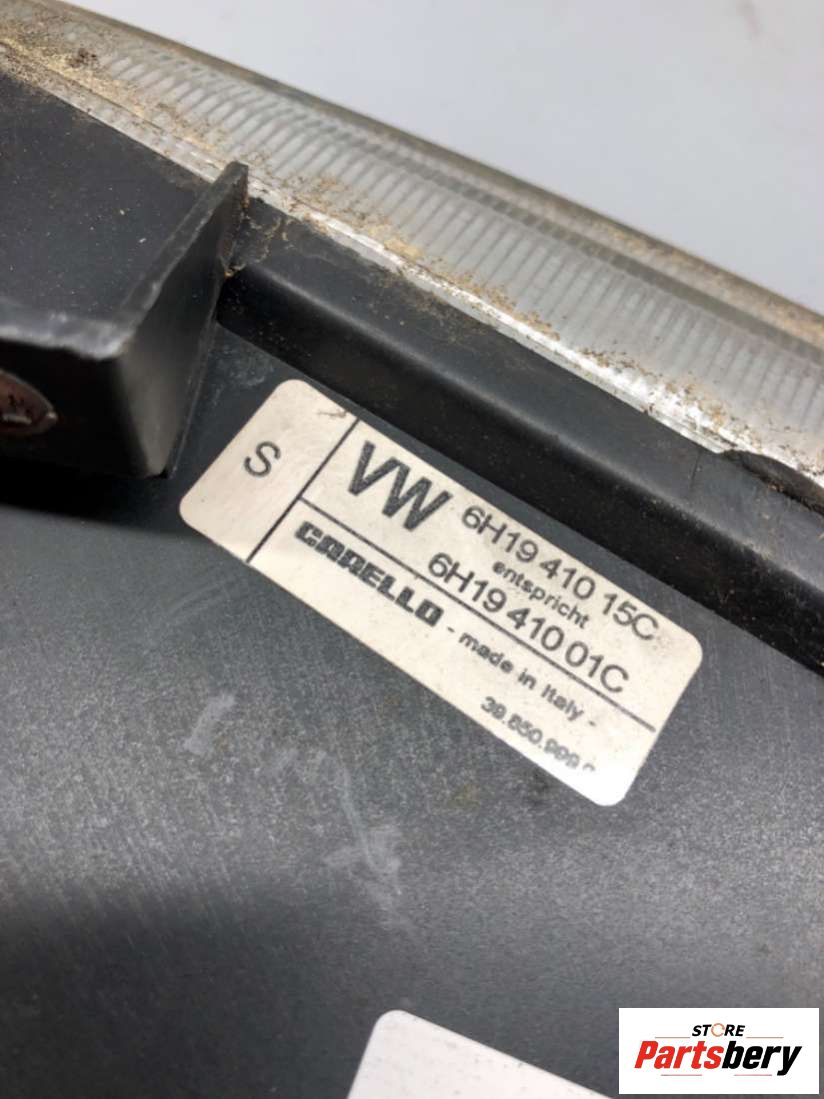 S
VW
6H19 410 15C
entspricht
6H19 410 01C
CARELLO - made in Italy -
STORE
Partsbery